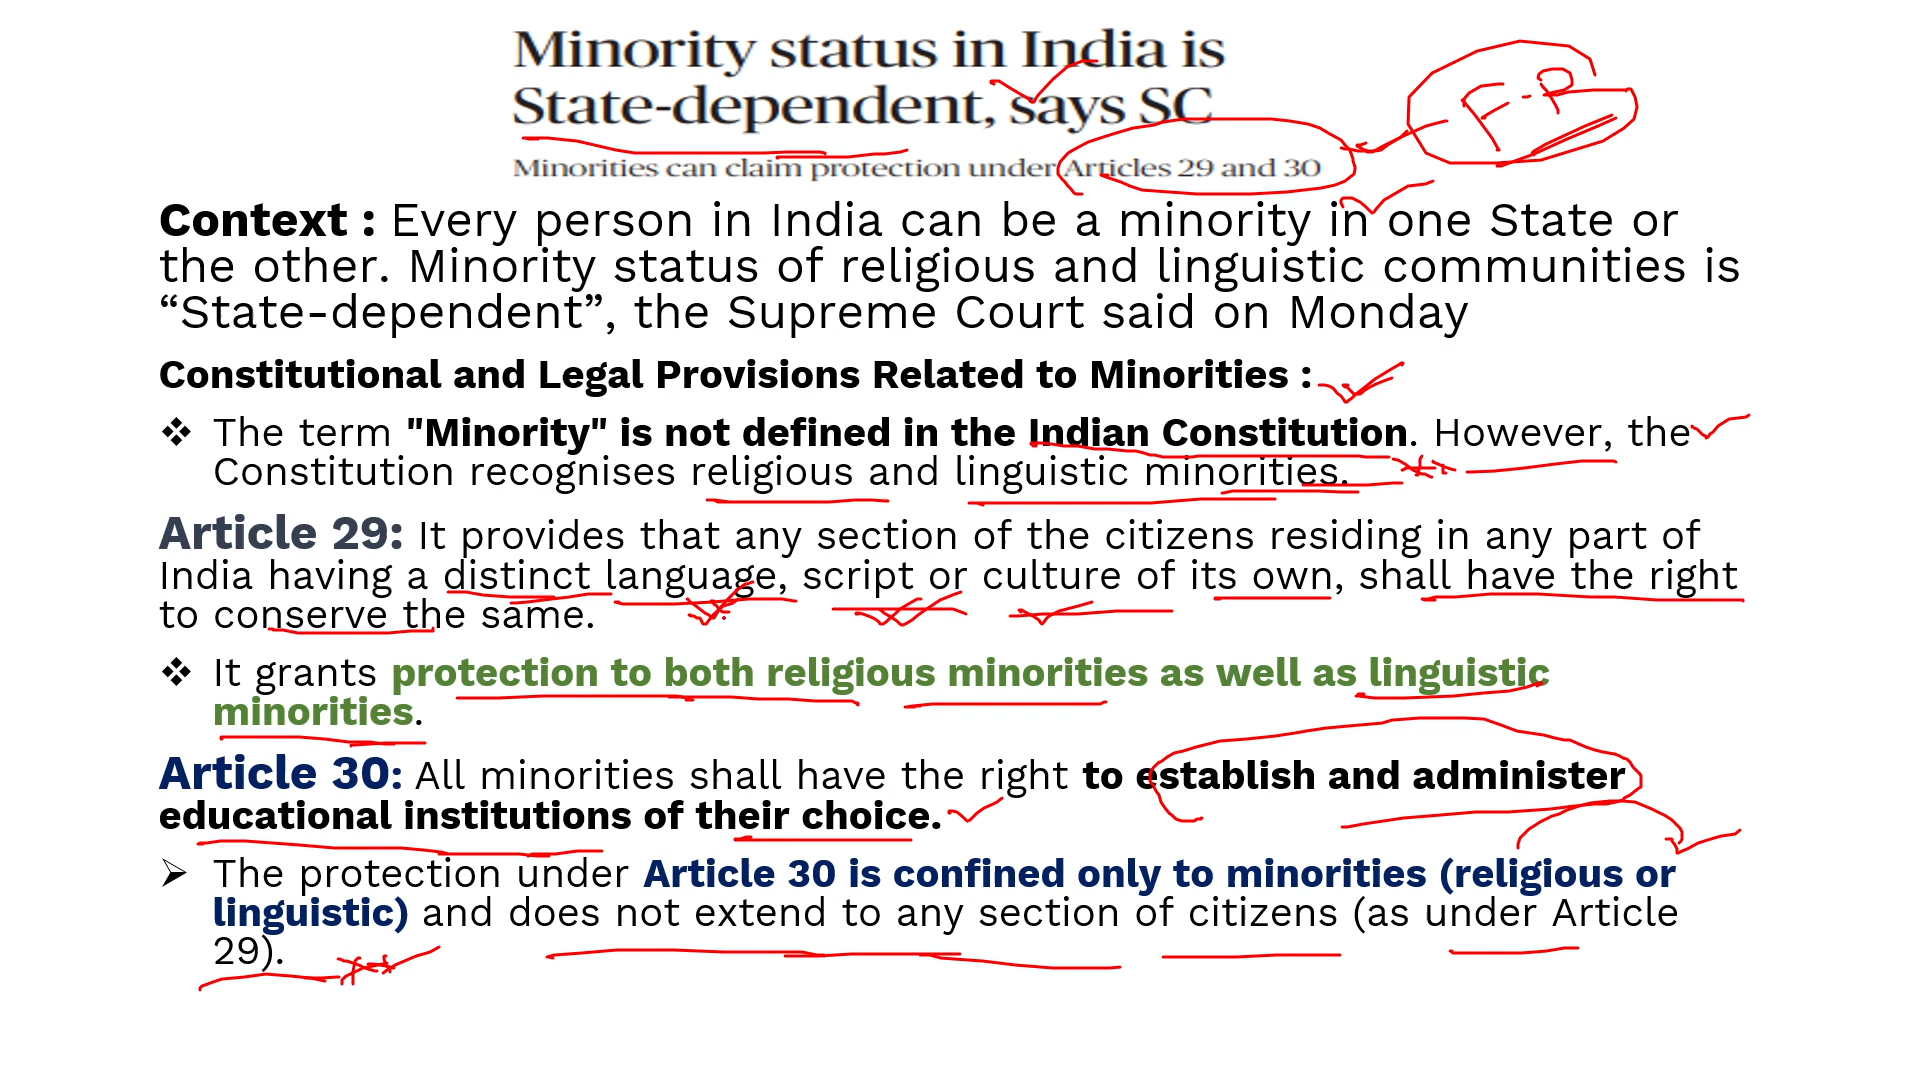 Minority status in India is
State-dependent, says SC
F.R
Minorities can claim protection under Articles 29 and 30
Context : Every person in India can be a minority in one State or
the other. Minority status of religious and linguistic communities is
“State-dependent”, the Supreme Court said on Monday
Constitutional and Legal Provisions Related to Minorities :
❖ The term "Minority" is not defined in the Indian Constitution. However, the
Constitution recognises religious and linguistic minorities.
Article 29: It provides that any section of the citizens residing in any part of
India having a distinct language, script or culture of its own, shall have the right
to conserve the same.
❖ It grants protection to both religious minorities as well as linguistic
minorities.
Article 30: All minorities shall have the right to establish and administer
educational institutions of their choice.
➢ The protection under Article 30 is confined only to minorities (religious or
linguistic) and does not extend to any section of citizens (as under Article
29).